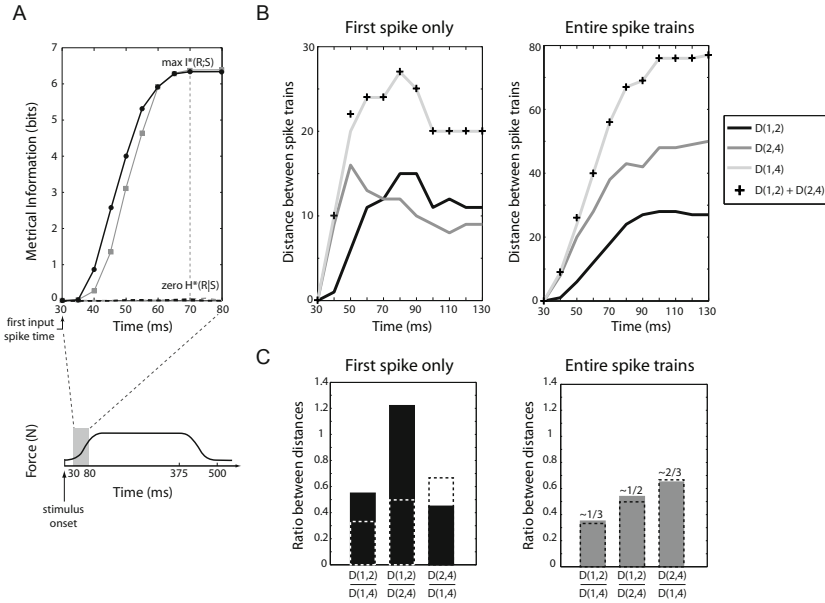 A
Metrical Information (bits)
7
6
5
4
3
2
1
0
max I*(R;S)
zero H*(R|S)
30
40
50
60
70
80
Time (ms)
first input
spike time
Force (N)
30 80
375
500
Time (ms)
stimulus
onset
B
First spike only
Distance between spike trains
30
20
10
0
30 40 50 60 70 80 90 100 110 120 130
Time (ms)
Entire spike trains
Distance between spike trains
80
60
40
20
0
30 40 50 60 70 80 90 100 110 120 130
Time (ms)
D(1,2)
D(2,4)
D(1,4)
D(1,2) + D(2,4)
C
First spike only
Ratio between distances
1.4
1.2
1
0.8
0.6
0.4
0.2
0
D(1,2) D(1,2) D(2,4)
D(1,4) D(2,4) D(1,4)
Entire spike trains
Ratio between distances
1.4
1.2
1
0.8
0.6
0.4
0.2
0
~1/3
~1/2
~2/3
D(1,2) D(1,2) D(2,4)
D(1,4) D(2,4) D(1,4)